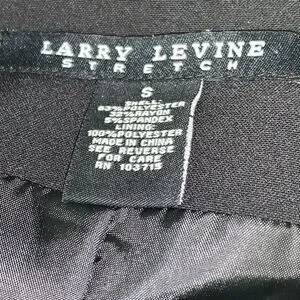 LARRY LEVINE
STRETCH
S
SHELL:
63%POLYESTER
32%RAYON
5%SPANDEX
LINING:
100%POLYESTER
MADE IN CHINA
SEE REVERSE
FOR CARE
RN 103715